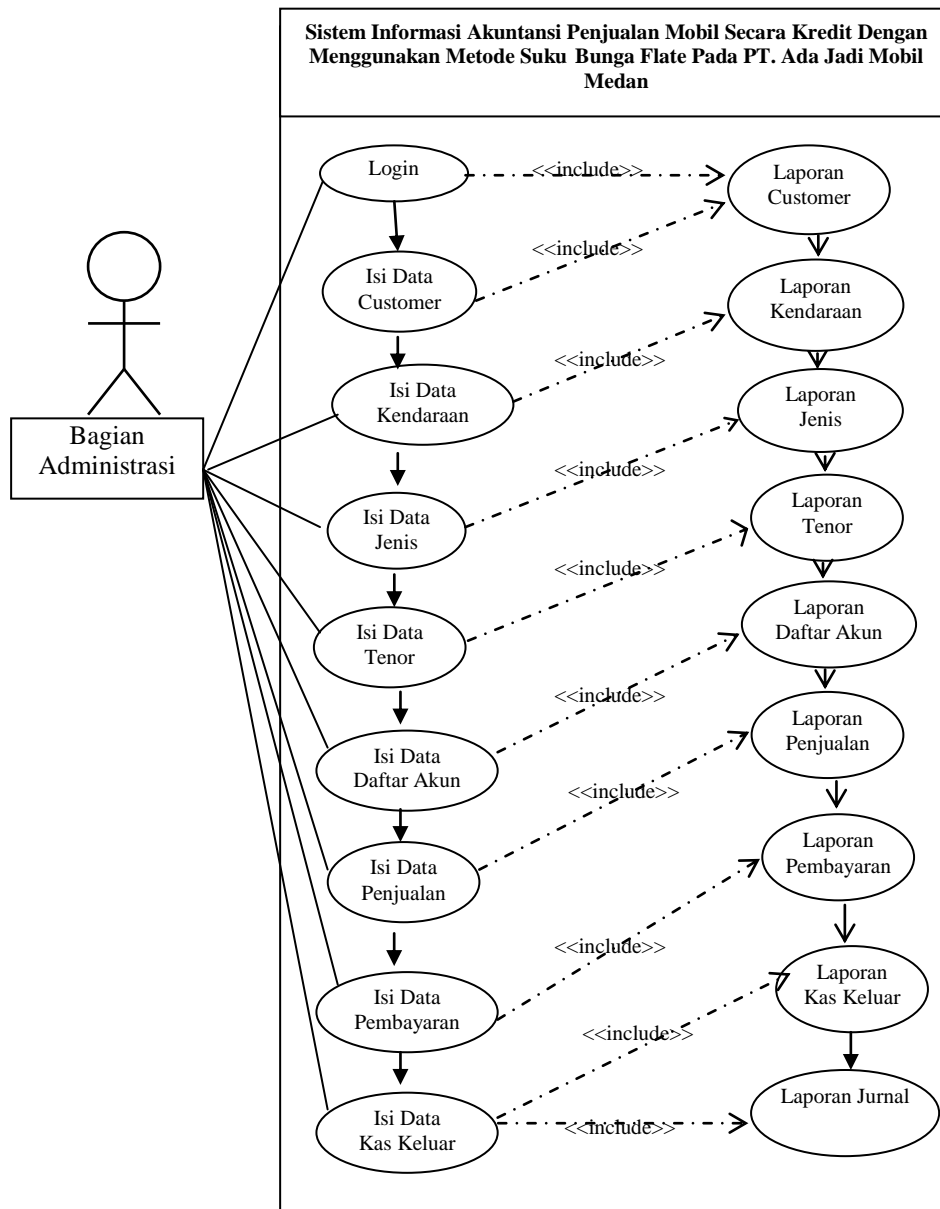 Sistem Informasi Akuntansi Penjualan Mobil Secara Kredit Dengan
Menggunakan Metode Suku Bunga Flate Pada PT. Ada Jadi Mobil
Medan
Login
<<include>>
Laporan
Customer
Isi Data
Customer
<<include>>
Laporan
Kendaraan
Isi Data
Kendaraan
<<include>>
Laporan
Jenis
Bagian
Administrasi
Isi Data
Jenis
<<include>>
Laporan
Tenor
Isi Data
Tenor
<<include>>
Laporan
Daftar Akun
Isi Data
Daftar Akun
<<include>>
Laporan
Penjualan
Isi Data
Penjualan
<<include>>
Laporan
Pembayaran
Isi Data
Pembayaran
<<include>>
Laporan
Kas Keluar
Isi Data
Kas Keluar
<<include>>
<<include>>
Laporan Jurnal